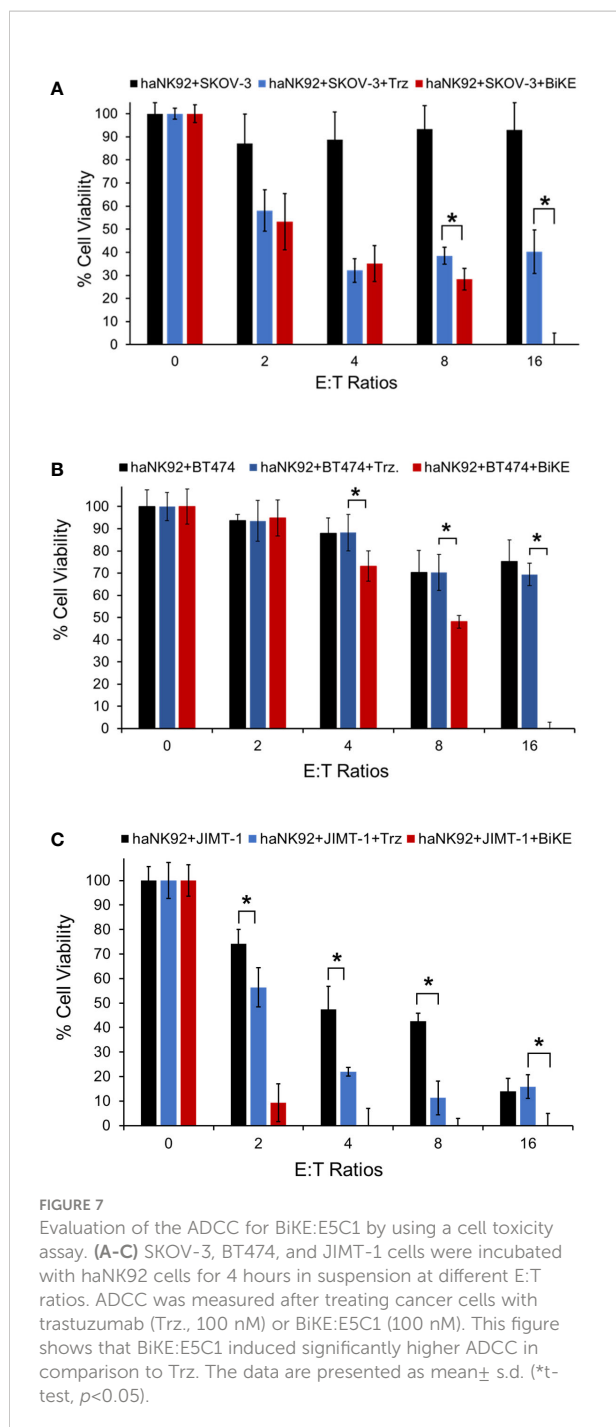 A
haNK92+SKOV-3 haNK92+SKOV-3+Trz haNK92+SKOV-3+BiKE
% Cell Viability
100
90
80
70
60
50
40
30
20
10
0
* *
0 2 4 8 16
E:T Ratios
B
haNK92+BT474 haNK92+BT474+Trz. haNK92+BT474+BiKE
% Cell Viability
100
90
80
70
60
50
40
30
20
10
0
* * *
0 2 4 8 16
E:T Ratios
C
haNK92+JIMT-1 haNK92+JIMT-1+Trz haNK92+JIMT-1+BiKE
% Cell Viability
100
90
80
70
60
50
40
30
20
10
0
* * * *
0 2 4 8 16
E:T Ratios
FIGURE 7
Evaluation of the ADCC for BiKE:E5C1 by using a cell toxicity
assay. (A-C) SKOV-3, BT474, and JIMT-1 cells were incubated
with haNK92 cells for 4 hours in suspension at different E:T
ratios. ADCC was measured after treating cancer cells with
trastuzumab (Trz., 100 nM) or BiKE:E5C1 (100 nM). This figure
shows that BiKE:E5C1 induced significantly higher ADCC in
comparison to Trz. The data are presented as mean± s.d. (*t-
test, p<0.05).